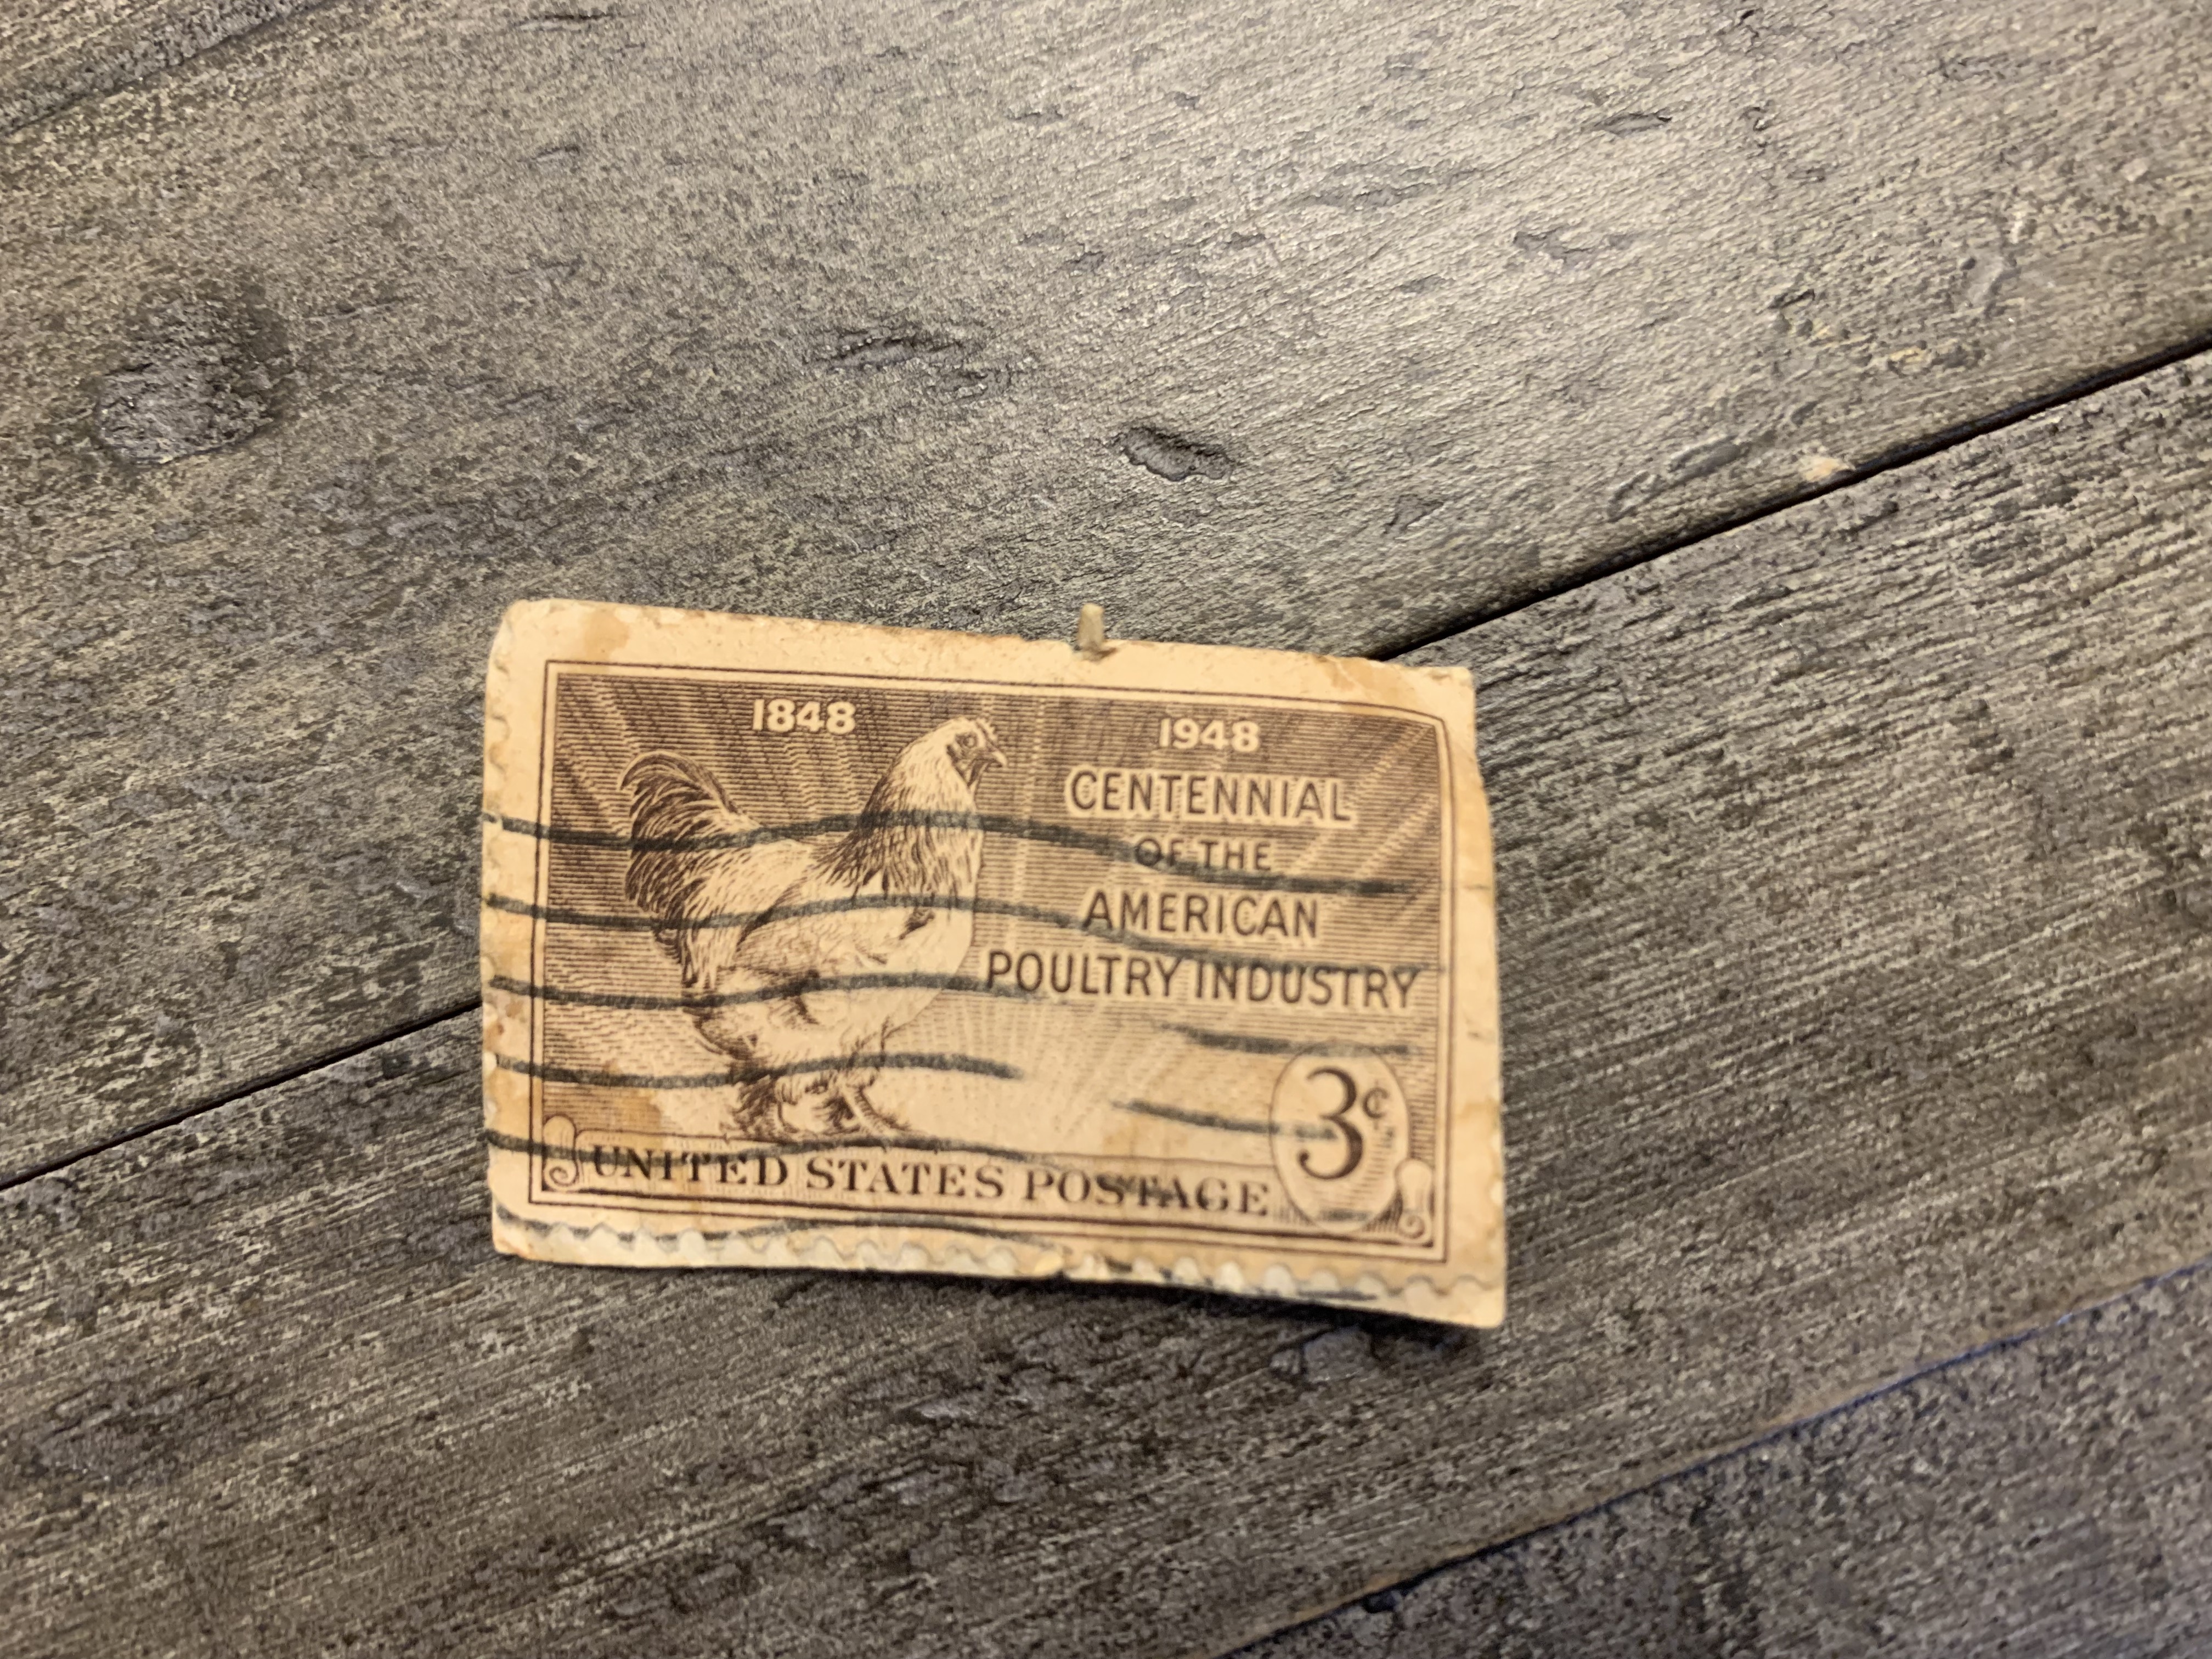 1848
1948
CENTENNIAL
OF THE
AMERICAN
POULTRY INDUSTRY
3¢
UNITED STATES POSTAGE